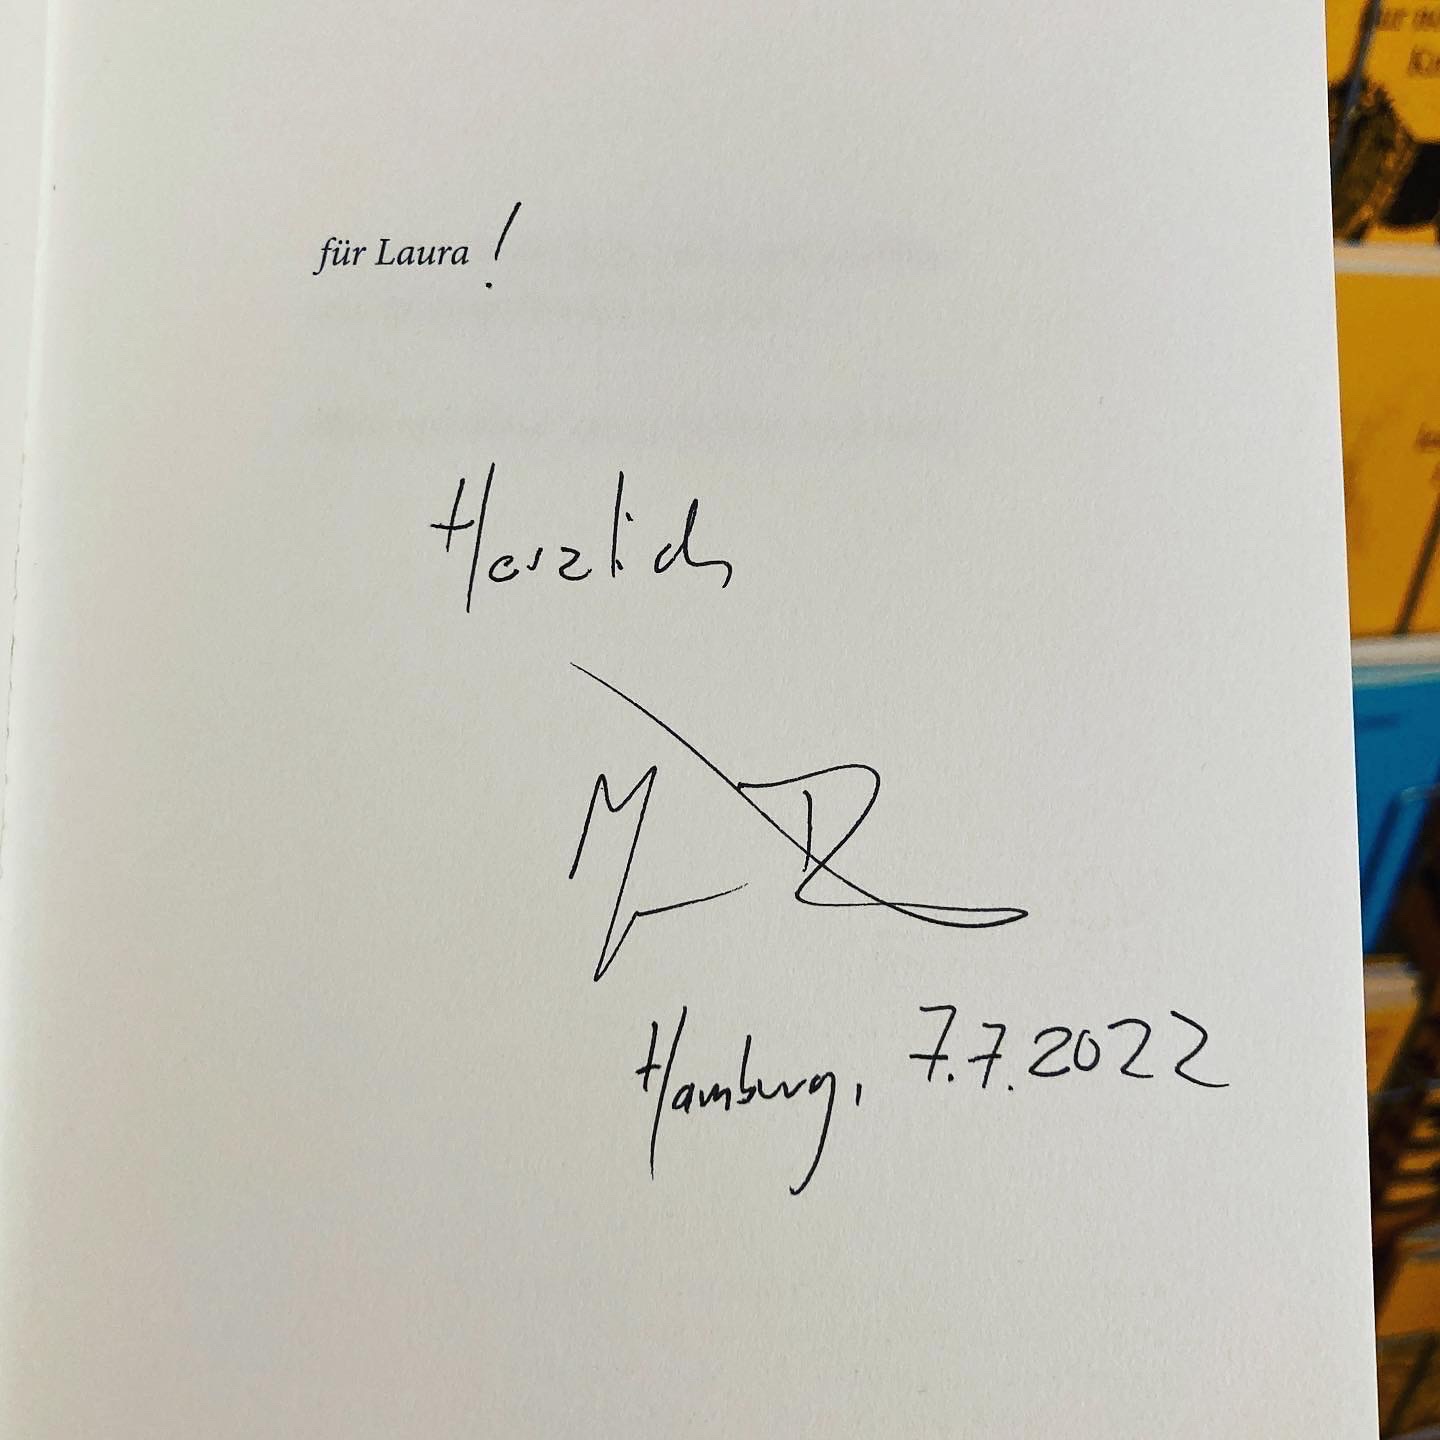 für Laura !
Herzlich
Hamburg, 7.7.2022